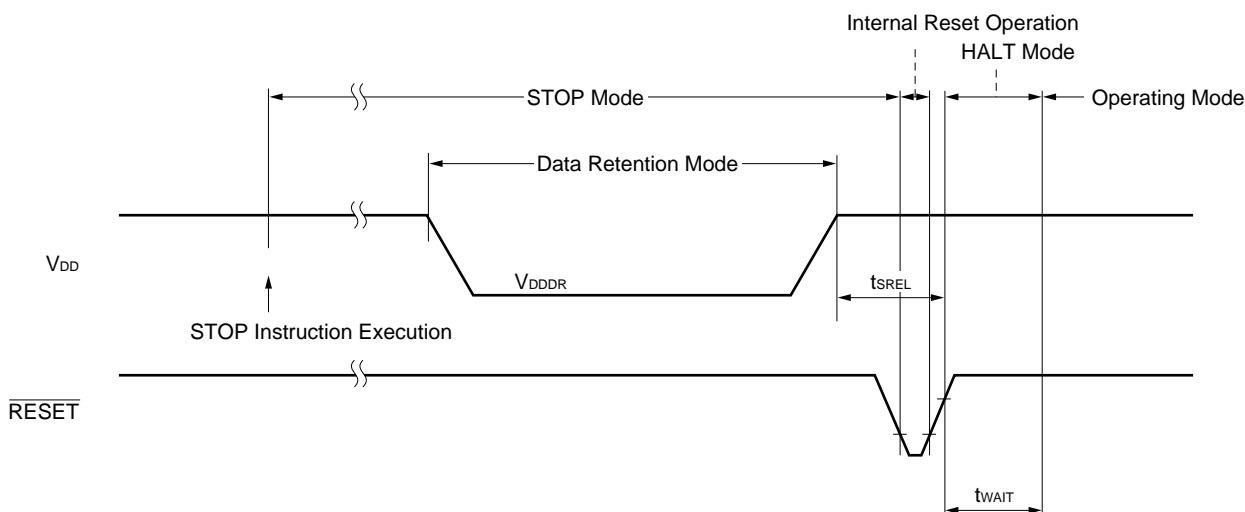 Internal Reset Operation
HALT Mode
STOP Mode
Operating Mode
Data Retention Mode
VDD
VDDDR
tSREL
STOP Instruction Execution
RESET
tWAIT